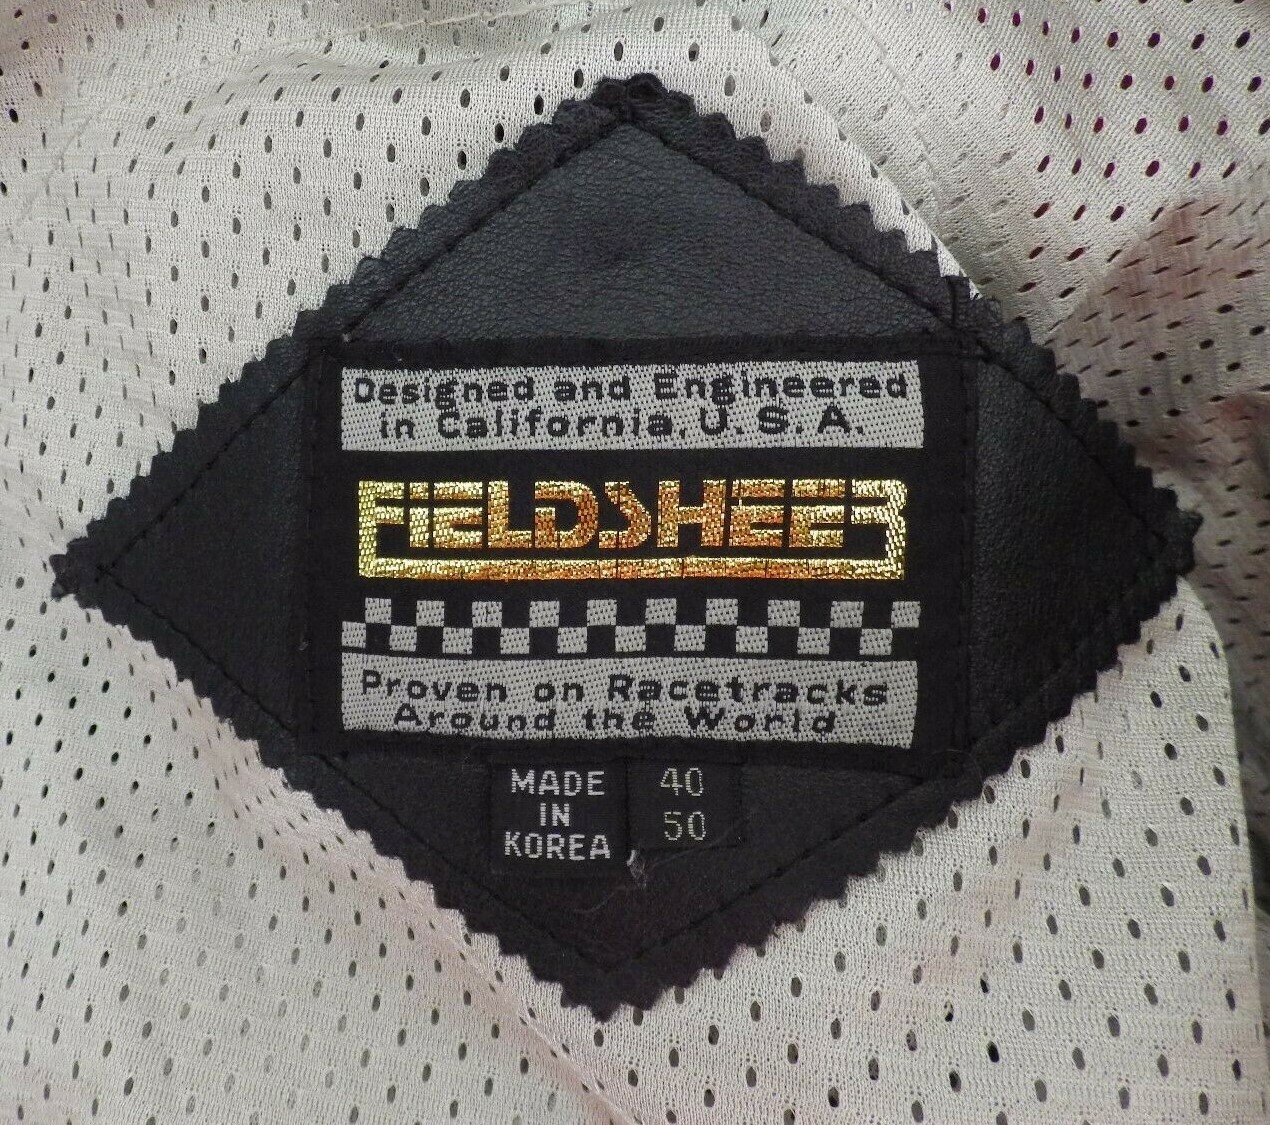 Designed and Engineered
in California, U.S.A.
FIELDSHEER
Proven on Racetracks
Around the World
MADE
IN
KOREA
40
50